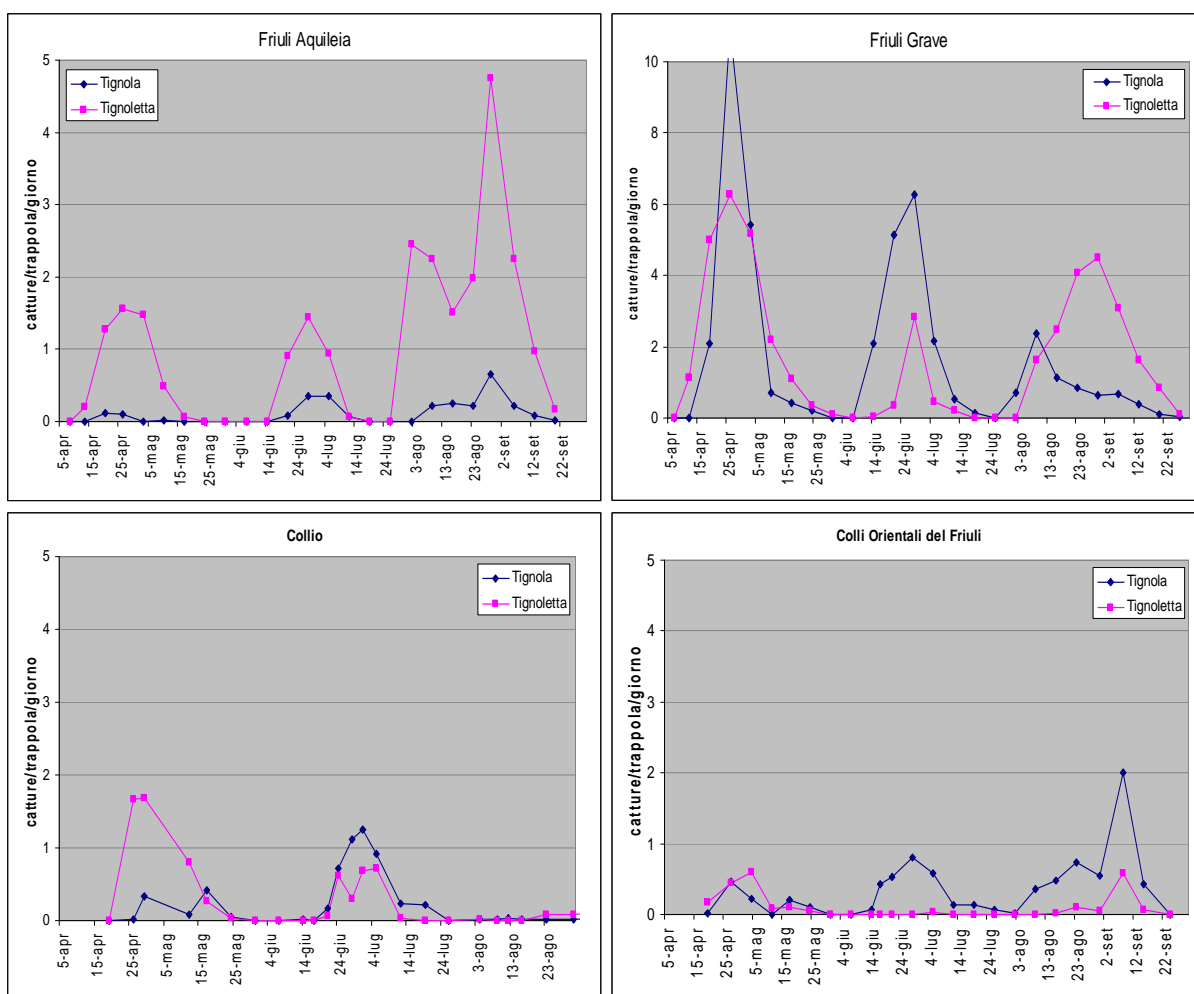 Friuli Aquileia
Tignola
Tignoletta
catture/trappola/giorno
5
4
3
2
1
0
5-apr
15-apr
25-apr
5-mag
15-mag
25-mag
4-giu
14-giu
24-giu
4-lug
14-lug
24-lug
3-ago
13-ago
23-ago
2-set
12-set
22-set
Friuli Grave
Tignola
Tignoletta
catture/trappola/giorno
10
8
6
4
2
0
5-apr
15-apr
25-apr
5-mag
15-mag
25-mag
4-giu
14-giu
24-giu
4-lug
14-lug
24-lug
3-ago
13-ago
23-ago
2-set
12-set
22-set
Collio
Tignola
Tignoletta
catture/trappola/giorno
5
4
3
2
1
0
5-apr
15-apr
25-apr
5-mag
15-mag
25-mag
4-giu
14-giu
24-giu
4-lug
14-lug
24-lug
3-ago
13-ago
23-ago
Colli Orientali del Friuli
Tignola
Tignoletta
catture/trappola/giorno
5
4
3
2
1
0
5-apr
15-apr
25-apr
5-mag
15-mag
25-mag
4-giu
14-giu
24-giu
4-lug
14-lug
24-lug
3-ago
13-ago
23-ago
2-set
12-set
22-set